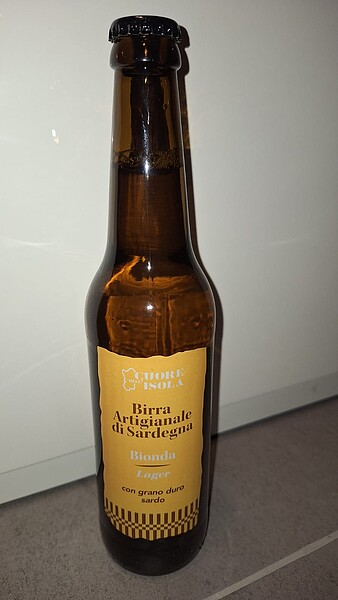 CUORE
ISOLA
Birra
Artigianale
di Sardegna
Bionda
Lager
con grano duro
sardo